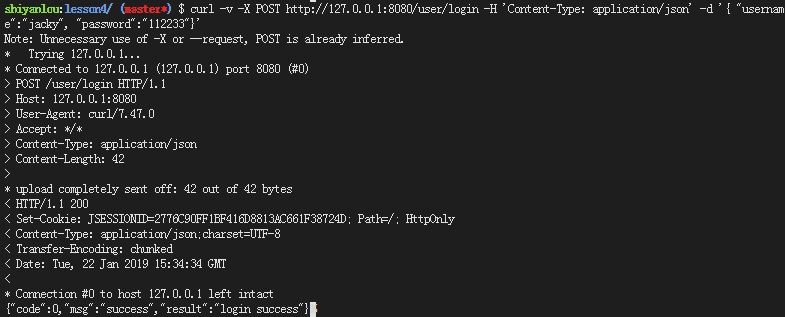 shiyanlou:lesson4/ (master*) $ curl -v -X POST http://127.0.0.1:8080/user/login -H 'Content-Type: application/json' -d '{ "usernam
e":"jacky", "password":"112233"}'
Note: Unnecessary use of -X or --request, POST is already inferred.
*   Trying 127.0.0.1...
* Connected to 127.0.0.1 (127.0.0.1) port 8080 (#0)
> POST /user/login HTTP/1.1
> Host: 127.0.0.1:8080
> User-Agent: curl/7.47.0
> Accept: */*
> Content-Type: application/json
> Content-Length: 42
>
* upload completely sent off: 42 out of 42 bytes
< HTTP/1.1 200
< Set-Cookie: JSESSIONID=2776C90FF1BF416D8813AC661F38724D; Path=/; HttpOnly
< Content-Type: application/json;charset=UTF-8
< Transfer-Encoding: chunked
< Date: Tue, 22 Jan 2019 15:34:34 GMT
<
* Connection #0 to host 127.0.0.1 left intact
{"code":0,"msg":"success","result":"login success"}